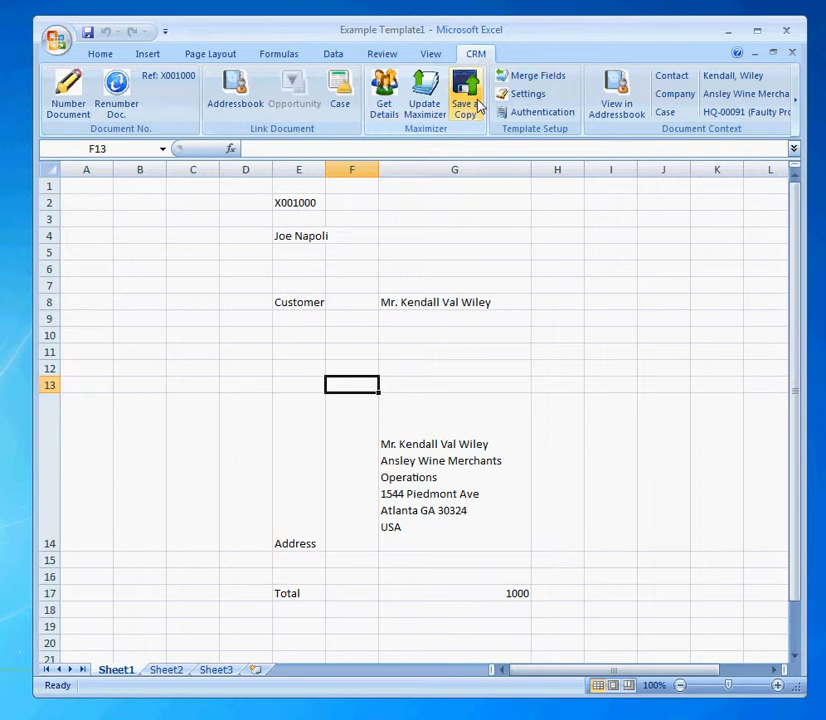 Example Template1 - Microsoft Excel
Home Insert Page Layout Formulas Data Review View CRM
Number Document
Renumber Doc.
Ref: X001000
Document No.
Addressbook
Opportunity
Case
Link Document
Get Details
Update Maximizer
Copy
Maximizer
Merge Fields
Settings
Authentication
Template Setup
View in Addressbook
Contact Kendall, Wiley
Company Ansley Wine Mercha
Case HQ-00091 (Faulty Pro
Document Context
F13 fx
A B C D E F G H I J K L
1
2 X001000
3
4 Joe Napoli
5
6
7
8 Customer Mr. Kendall Val Wiley
9
10
11
12
13
Mr. Kendall Val Wiley
Ansley Wine Merchants
Operations
1544 Piedmont Ave
Atlanta GA 30324
USA
14 Address
15
16
17 Total 1000
18
19
20
21
Sheet1 Sheet2 Sheet3
Ready 100%